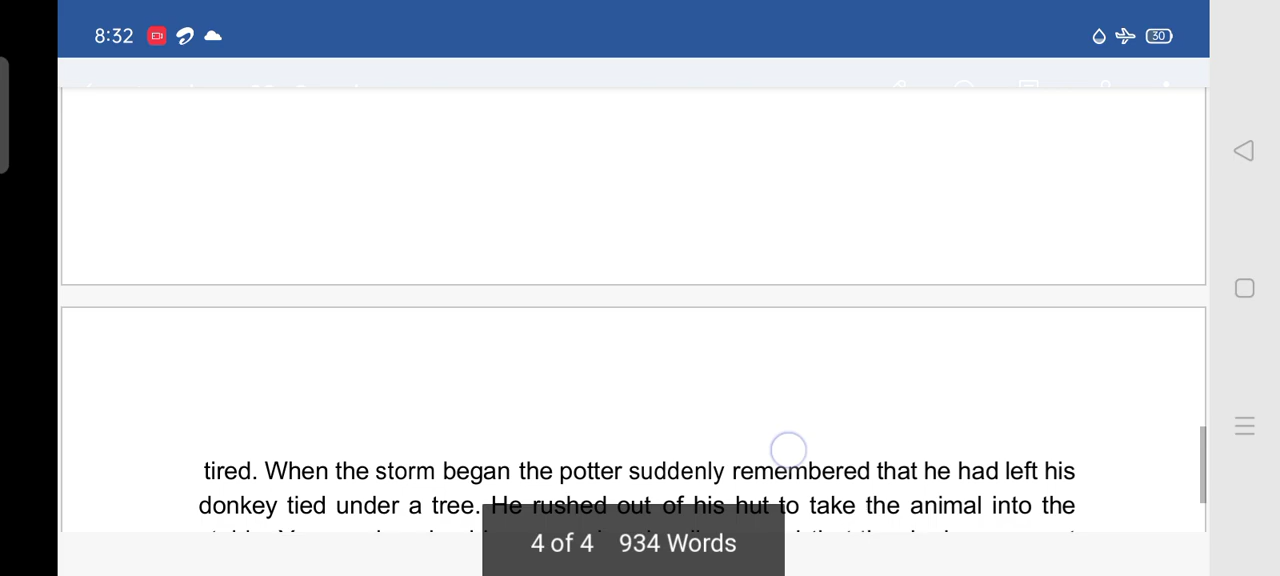 8:32
30
tired. When the storm began the potter suddenly remembered that he had left his
donkey tied under a tree. He rushed out of his hut to take the animal into the
4 of 4 934 Words